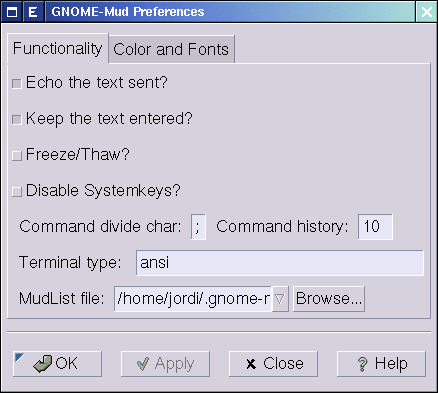 GNOME-Mud Preferences
Functionality Color and Fonts
Echo the text sent?
Keep the text entered?
Freeze/Thaw?
Disable Systemkeys?
Command divide char: ; Command history: 10
Terminal type: ansi
MudList file: /home/jordi/.gnome-r Browse...
OK Apply Close Help